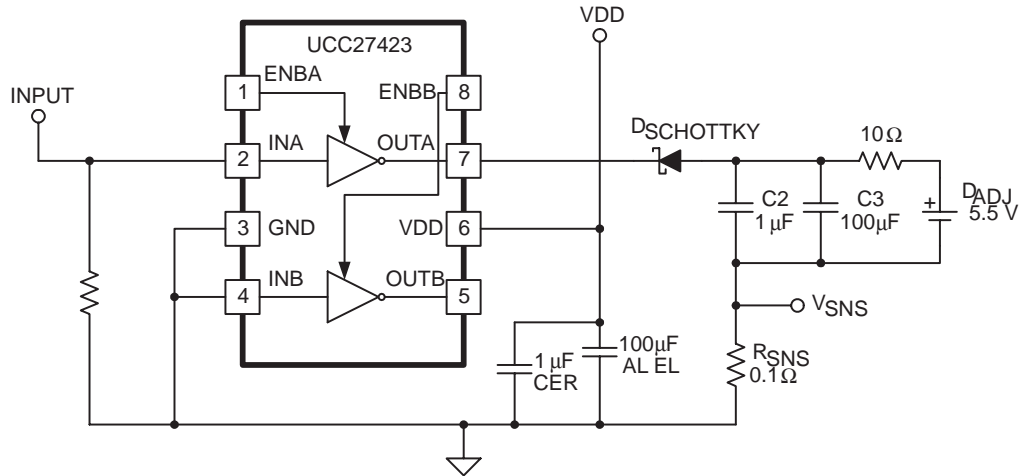 VDD
UCC27423
INPUT
ENBA
1
ENBB
8
INA
2
OUTA
7
DSCHOTTKY
10Ω
C2
1 μF
C3
100μF
+
DADJ
5.5 V
3
GND
VDD
6
4
INB
OUTB
5
VSNS
1 μF
CER
100μF
AL EL
RSNS
0.1Ω